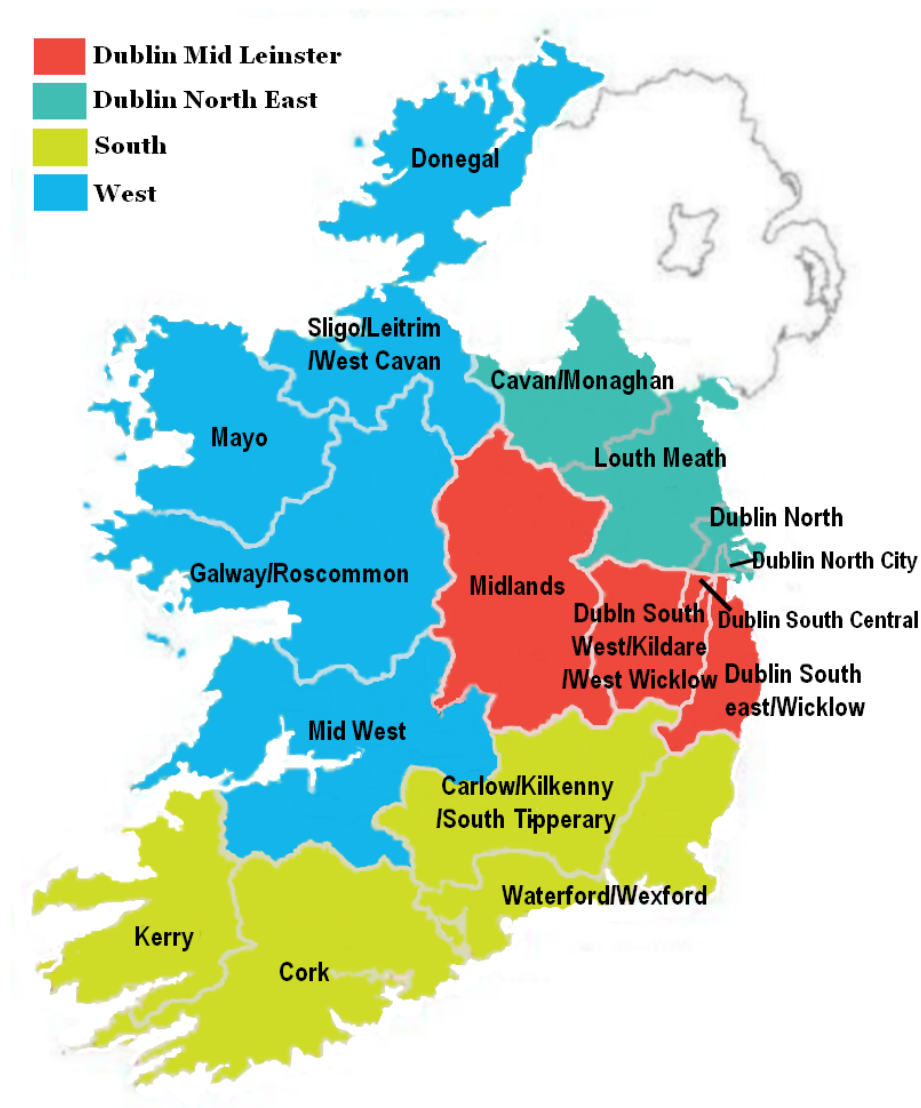 Dublin Mid Leinster
Dublin North East
South
West
Donegal
Sligo/Leitrim
/West Cavan
Cavan/Monaghan
Mayo
Louth Meath
Dublin North
Dublin North City
Galway/Roscommon
Midlands
Dubln South
West/Kildare
/West Wicklow
Dublin South Central
Dublin South
east/Wicklow
Mid West
Carlow/Kilkenny
/South Tipperary
Waterford/Wexford
Kerry
Cork